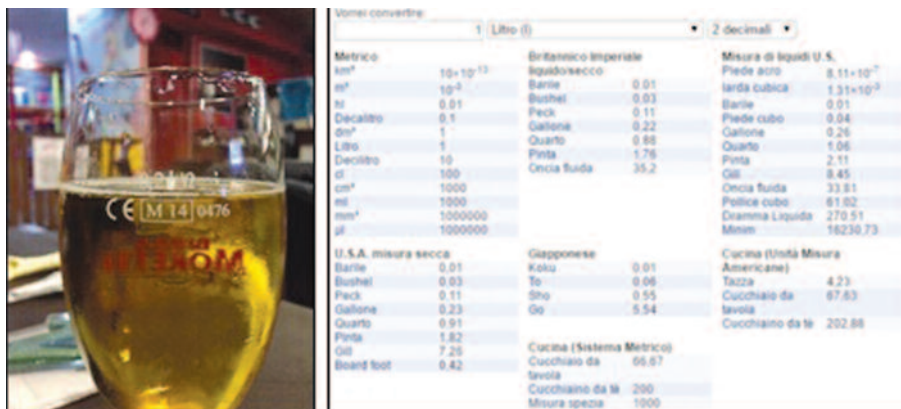 CE M 14 0476
BIRRA
MORETTI
Vorrei convertire
1 Litro (l) 2 decimali
Metrico
km³ 10×10⁻¹³
m³ 10⁻³
hl 0.01
Decalitro 0.1
dm³ 1
Litro 1
Decilitro 10
cl 100
cm³ 1000
ml 1000
mm³ 1000000
µl 1000000
Britannico Imperiale
liquido/secco
Barile 0.01
Bushel 0.03
Peck 0.11
Gallone 0.22
Quarto 0.88
Pinta 1.76
Oncia fluida 35.2
Misura di liquidi U.S.
Piede acro 8.11×10⁻⁷
Iarda cubica 1.31×10⁻³
Barile 0.01
Piede cubo 0.04
Gallone 0.26
Quarto 1.06
Pinta 2.11
Gill 8.45
Oncia fluida 33.81
Pollice cubo 61.02
Dramma Liquida 270.51
Minim 16230.73
U.S.A. misura secca
Barile 0.01
Bushel 0.03
Peck 0.11
Gallone 0.23
Quarto 0.91
Pinta 1.82
Gill 7.26
Board foot 0.42
Giapponese
Koku 0.01
To 0.06
Sho 0.55
Go 5.54
Cucina (Sistema Metrico)
Cucchiaio da 66.67
tavola
Cucchiaino da tè 200
Misura spezia 1000
Cucina (Unità Misura
Americane)
Tazza 4.23
Cucchiaio da 67.63
tavola
Cucchiaino da tè 202.88